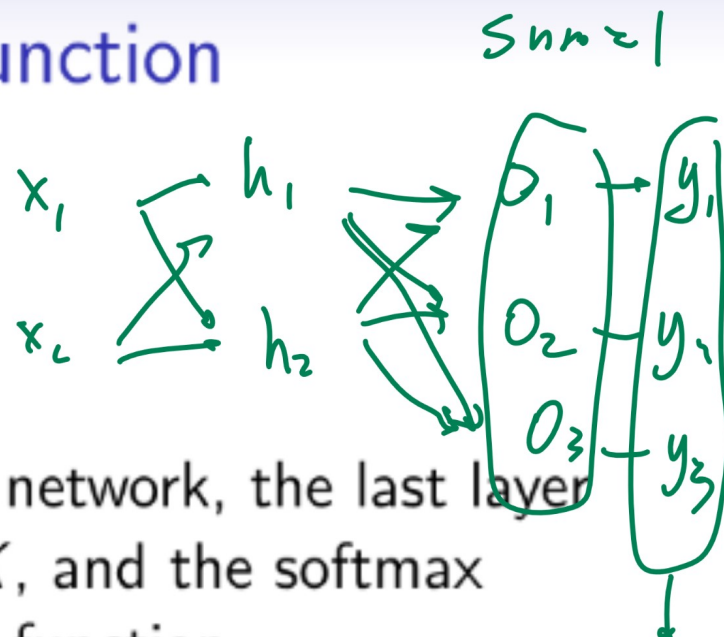 unction
Sum = 1
x1 h1 O1 y1
x2 h2 O2 y2
O3 y3
network, the last layer
, and the softmax
function